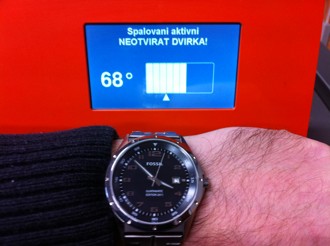 Spalovani aktivni
NEOTVIRAT DVIRKA!
68°
FOSSIL